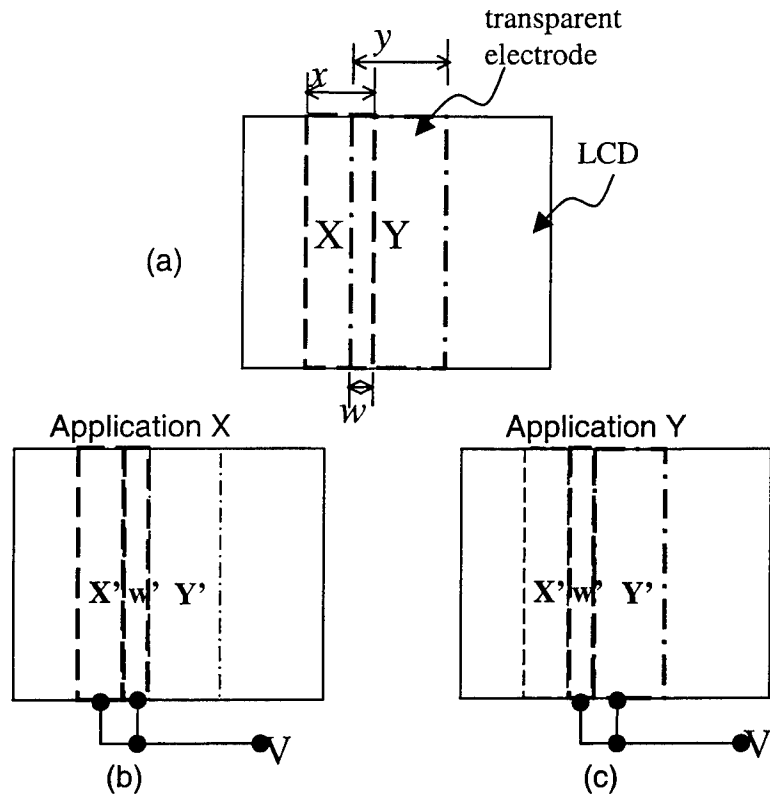 transparent
electrode
y
x
LCD
X Y
(a)
w
Application X
Application Y
X’ w’ Y’
X’ w’ Y’
V
V
(b)
(c)